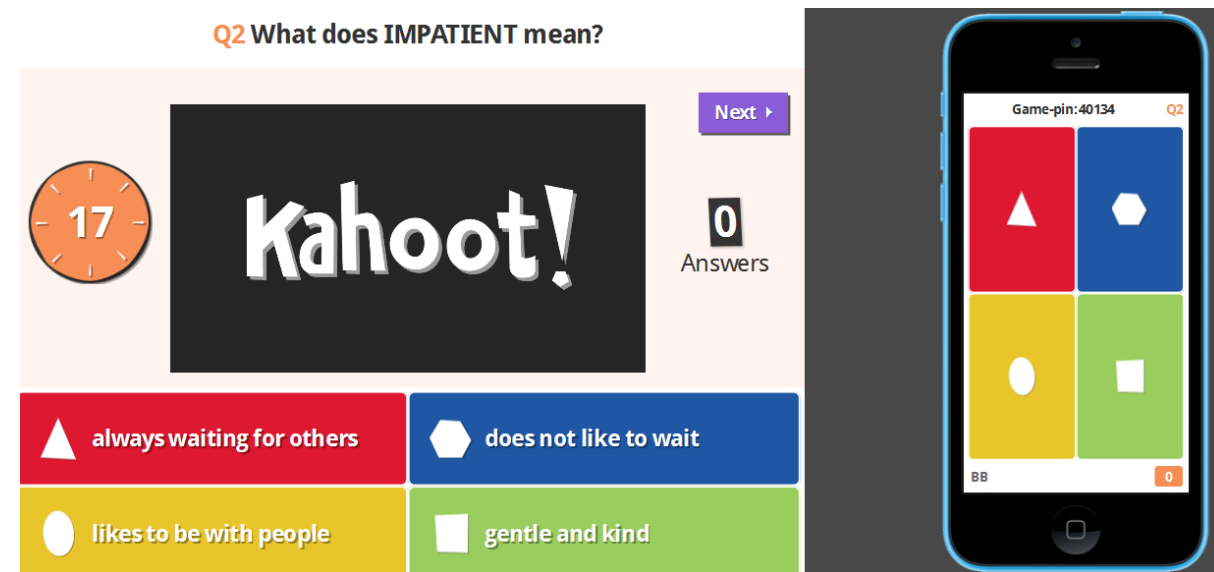 Q2 What does IMPATIENT mean?
Next
17
Kahoot!
0
Answers
always waiting for others
does not like to wait
likes to be with people
gentle and kind
Game-pin:40134 Q2
BB 0